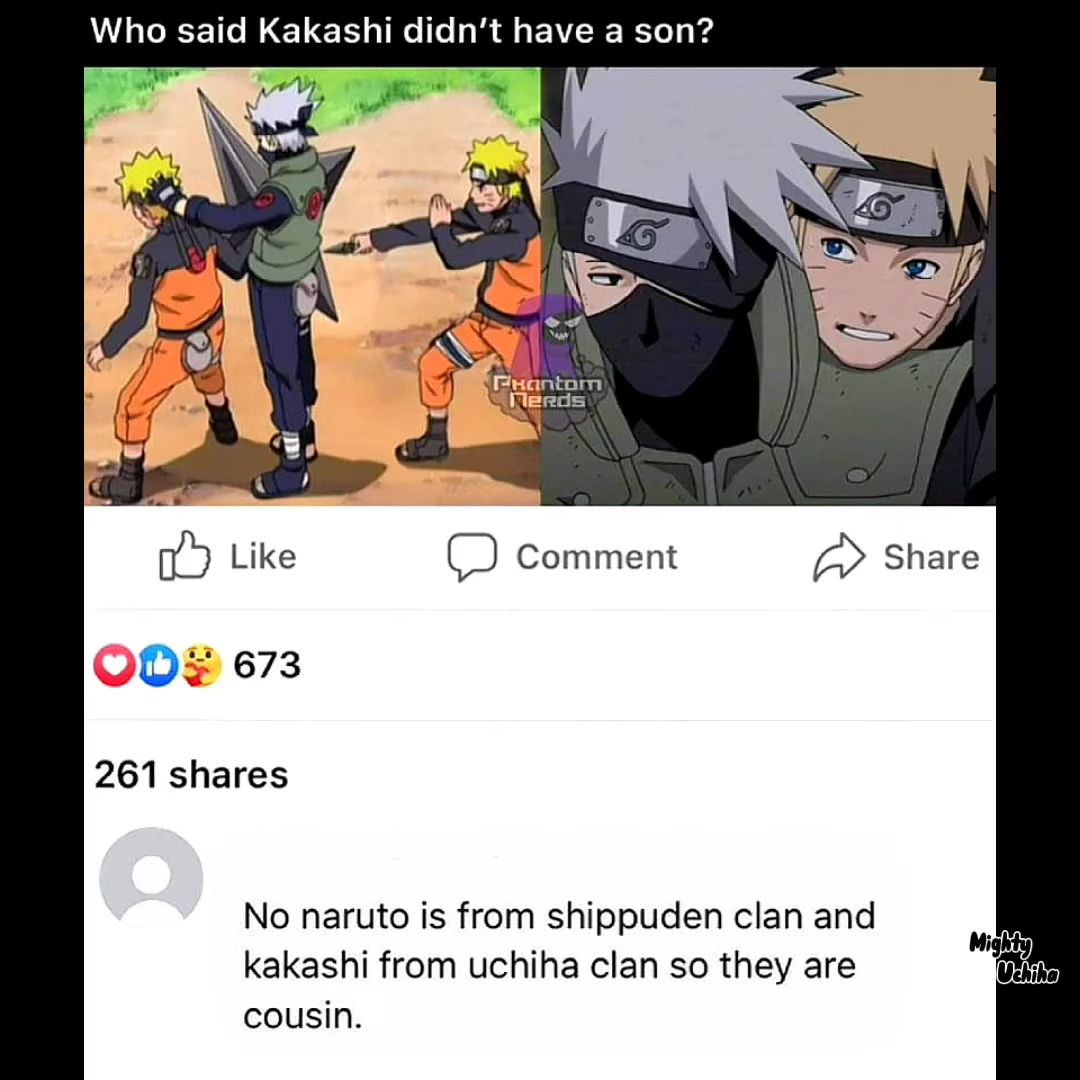 Who said Kakashi didn’t have a son?
PHantom
nerds
Like
Comment
Share
673
261 shares
No naruto is from shippuden clan and
kakashi from uchiha clan so they are
cousin.
Mighty
Uchiha